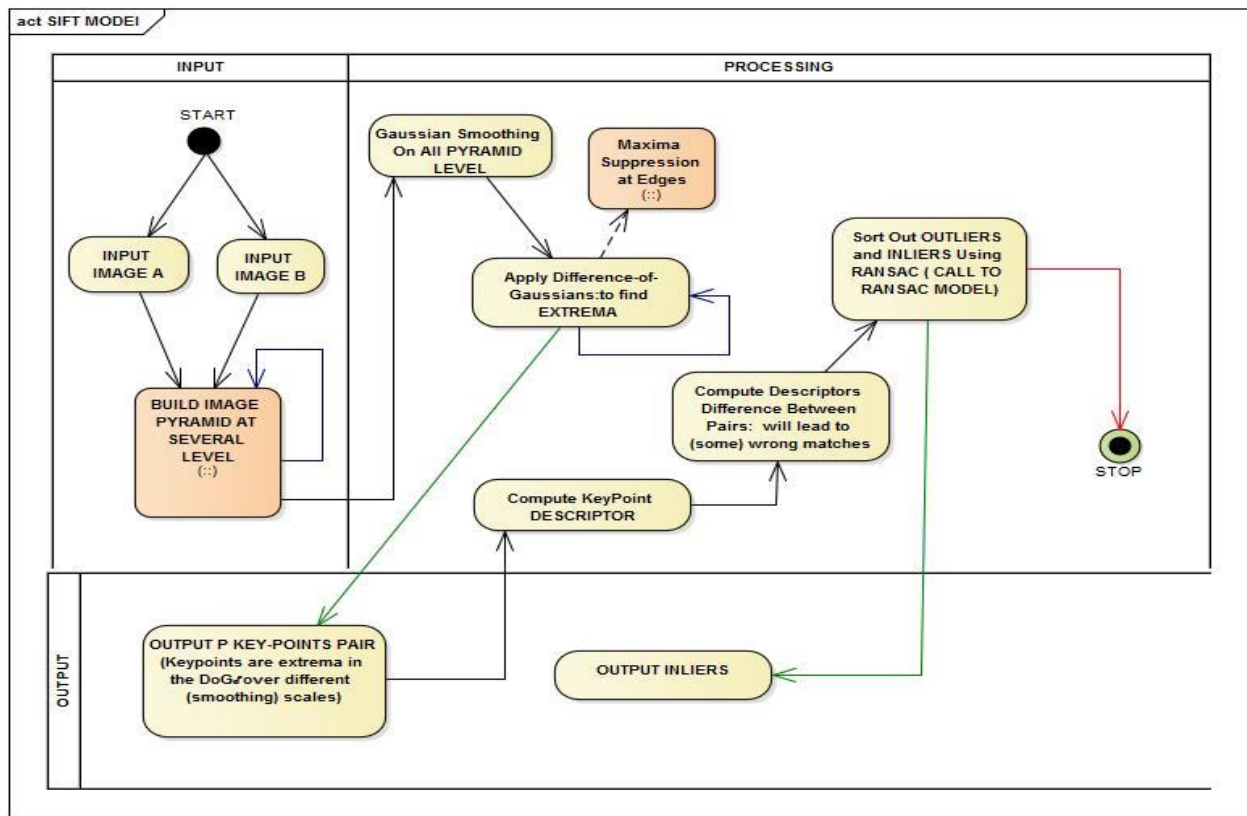 act SIFT MODEl
INPUT
PROCESSING
START
INPUT
IMAGE A
INPUT
IMAGE B
BUILD IMAGE
PYRAMID AT
SEVERAL
LEVEL
(::)
Gaussian Smoothing
On All PYRAMID
LEVEL
Maxima
Suppression
at Edges
(::)
Apply Difference-of-
Gaussians:to find
EXTREMA
Sort Out OUTLIERS
and INLIERS Using
RANSAC ( CALL TO
RANSAC MODEL)
Compute Descriptors
Difference Between
Pairs: will lead to
(some) wrong matches
STOP
Compute KeyPoint
DESCRIPTOR
OUTPUT
OUTPUT P KEY-POINTS PAIR
(Keypoints are extrema in
the DoG over different
(smoothing) scales)
OUTPUT INLIERS